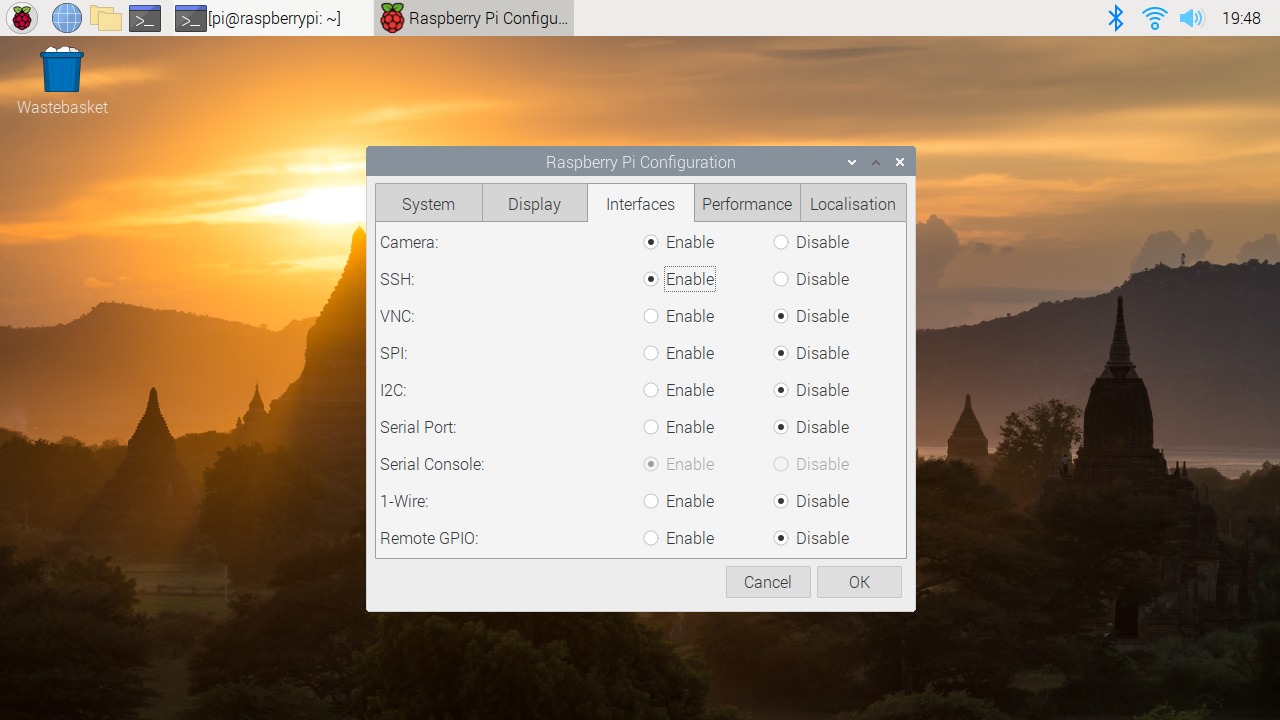 [pi@raspberrypi: ~] Raspberry Pi Configu... 19:48
Wastebasket
Raspberry Pi Configuration
System Display Interfaces Performance Localisation
Camera: Enable Disable
SSH: Enable Disable
VNC: Enable Disable
SPI: Enable Disable
I2C: Enable Disable
Serial Port: Enable Disable
Serial Console: Enable Disable
1-Wire: Enable Disable
Remote GPIO: Enable Disable
Cancel OK